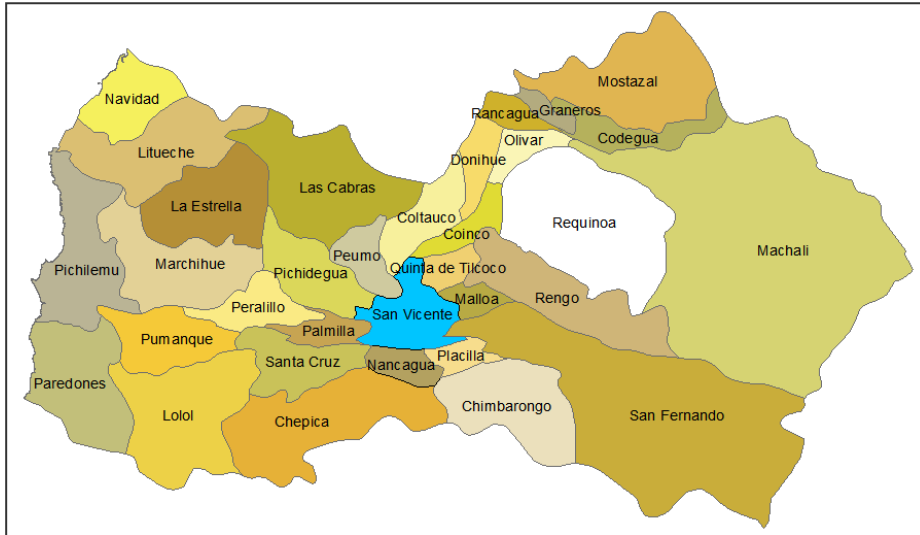 Mostazal
Navidad
Rancagua
Graneros
Codegua
Olivar
Litueche
Donihue
Las Cabras
La Estrella
Coltauco
Requinoa
Coinco
Peumo
Machali
Pichilemu
Marchihue
Pichidegua
Quinta de Tilcoco
Malloa
Rengo
Peralillo
San Vicente
Palmilla
Pumanque
Placilla
Santa Cruz
Nancagua
Paredones
Chimbarongo
Lolol
San Fernando
Chepica